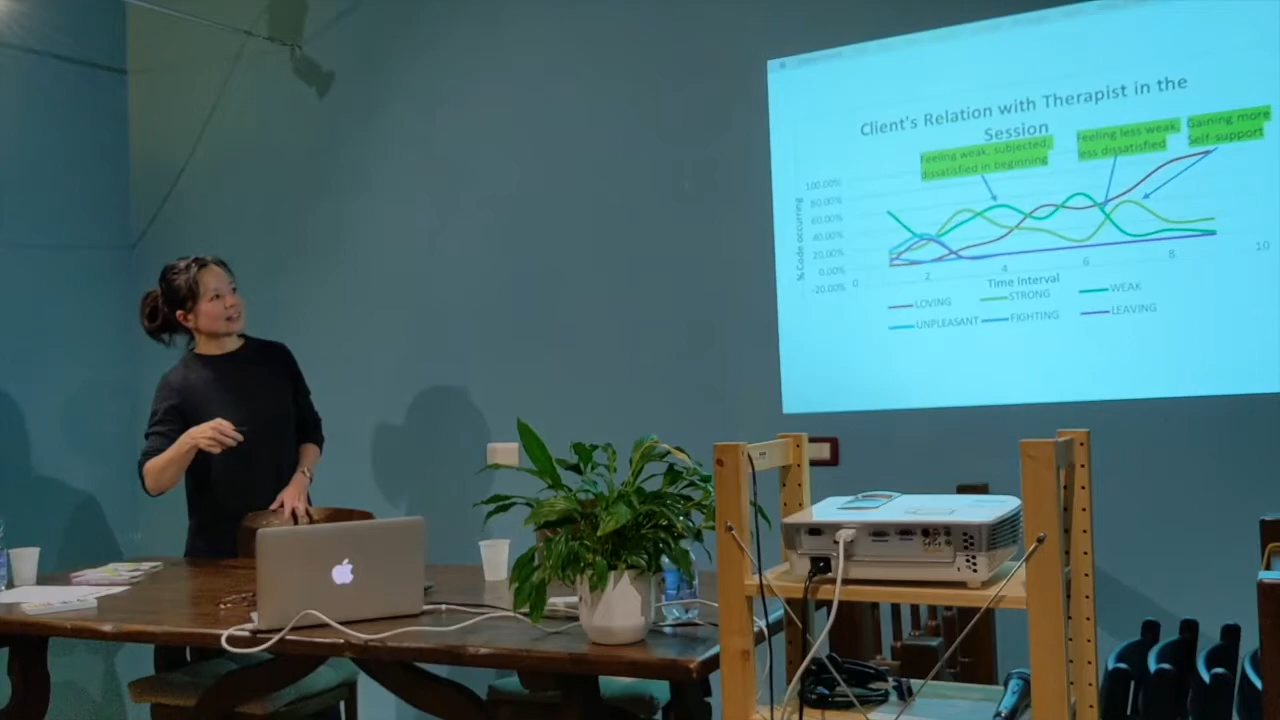 Client's Relation with Therapist in the
Session
Feeling weak, subjected,
dissatisfied in beginning
Feeling less weak,
less dissatisfied
Gaining more
Self-support
% Code occurring
100.00%
80.00%
60.00%
40.00%
20.00%
0.00%
-20.00%
0
2
4
6
8
10
Time Interval
LOVING
STRONG
WEAK
UNPLEASANT
FIGHTING
LEAVING